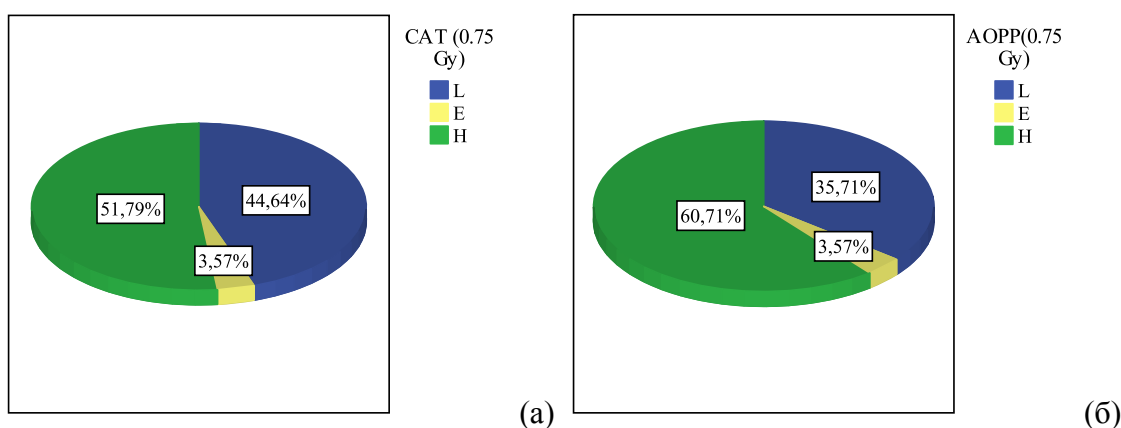 CAT (0.75
Gy)
L
E
H
44,64%
51,79%
3,57%
(а)
AOPP(0.75
Gy)
L
E
H
35,71%
60,71%
3,57%
(б)